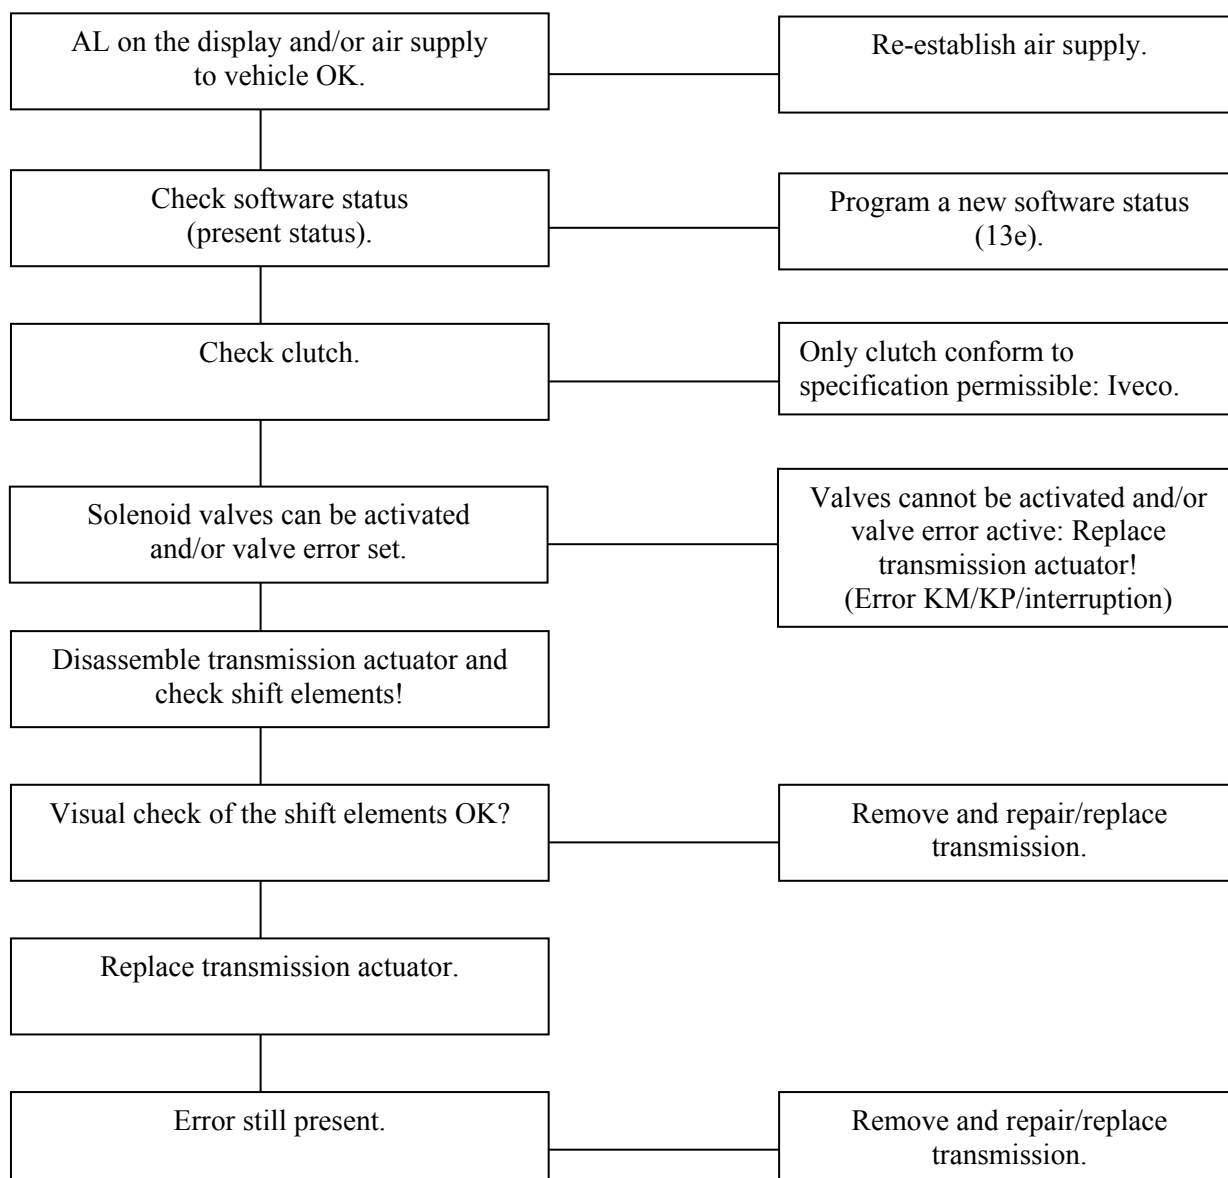 AL on the display and/or air supply
to vehicle OK.
Re-establish air supply.
Check software status
(present status).
Program a new software status
(13e).
Check clutch.
Only clutch conform to
specification permissible: Iveco.
Solenoid valves can be activated
and/or valve error set.
Valves cannot be activated and/or
valve error active: Replace
transmission actuator!
(Error KM/KP/interruption)
Disassemble transmission actuator and
check shift elements!
Visual check of the shift elements OK?
Remove and repair/replace
transmission.
Replace transmission actuator.
Error still present.
Remove and repair/replace
transmission.